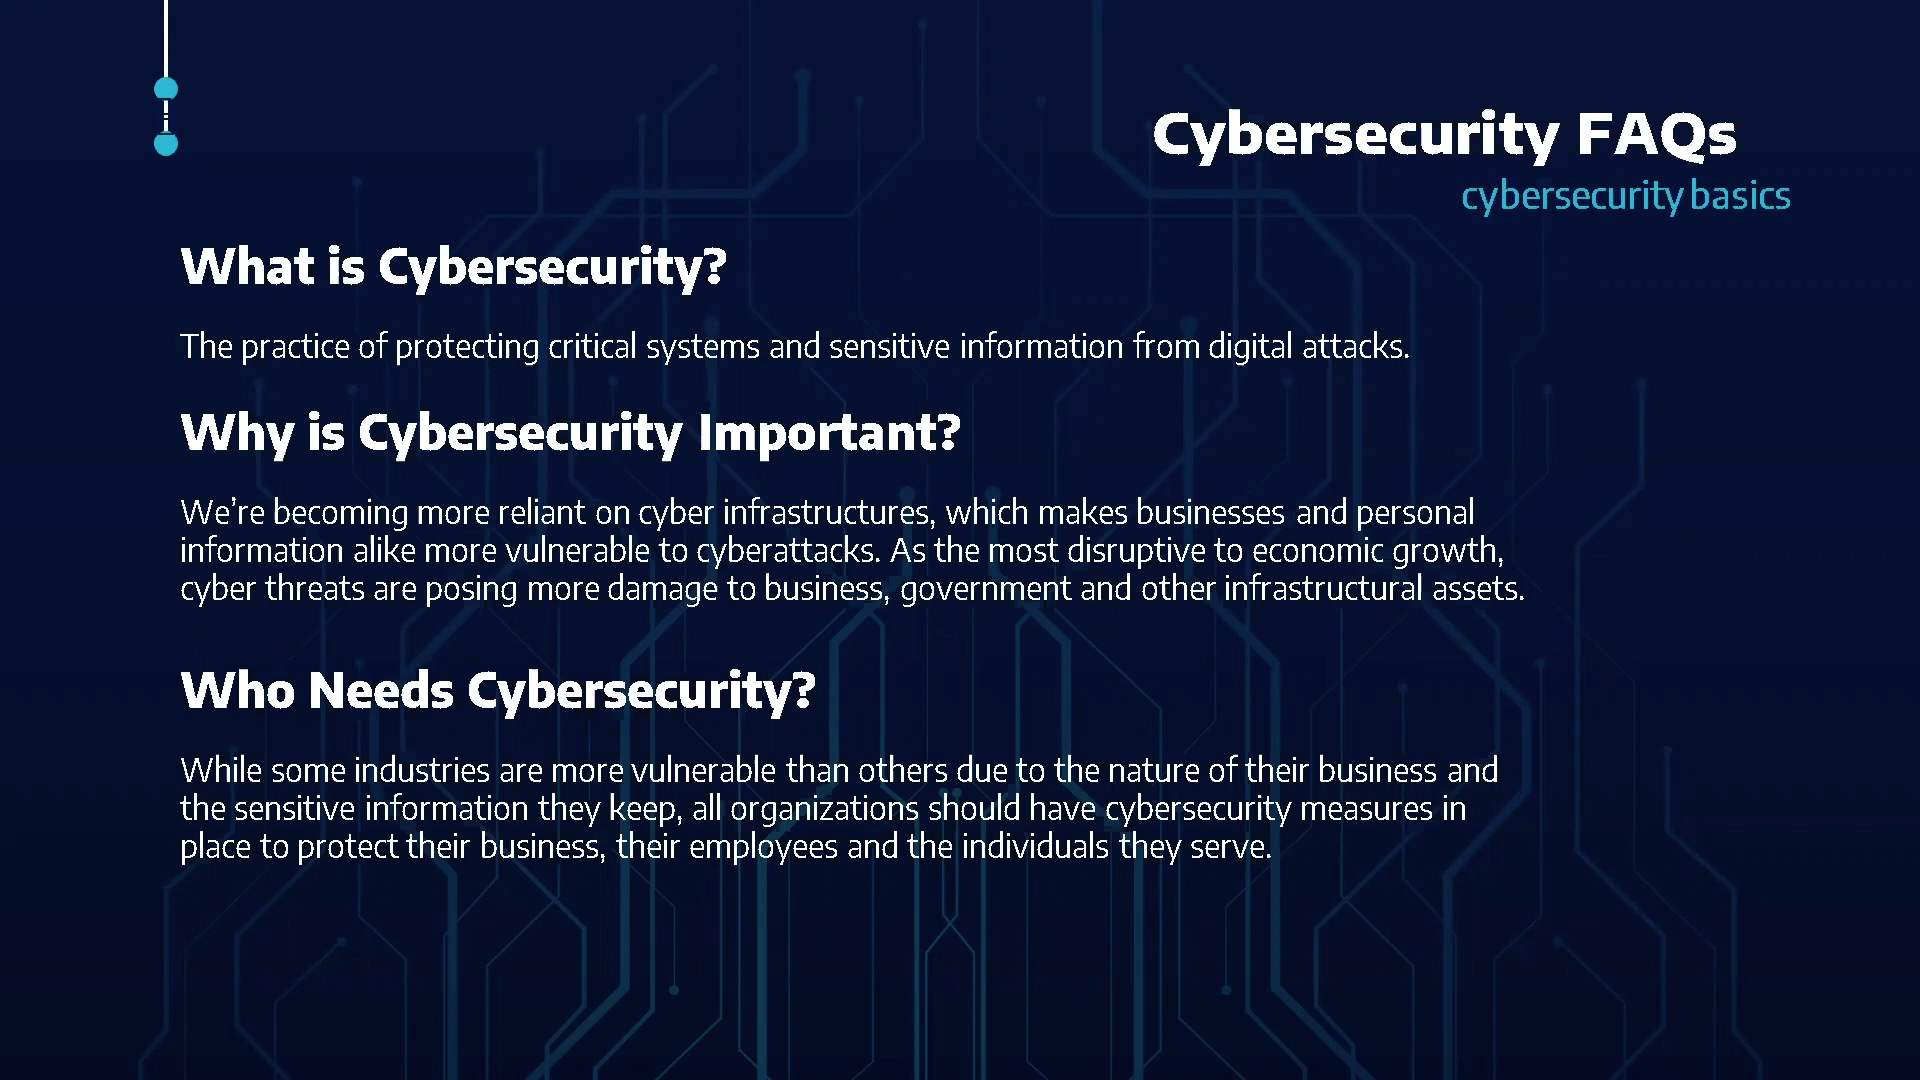 Cybersecurity FAQs
cybersecurity basics
What is Cybersecurity?
The practice of protecting critical systems and sensitive information from digital attacks.
Why is Cybersecurity Important?
We’re becoming more reliant on cyber infrastructures, which makes businesses and personal
information alike more vulnerable to cyberattacks. As the most disruptive to economic growth,
cyber threats are posing more damage to business, government and other infrastructural assets.
Who Needs Cybersecurity?
While some industries are more vulnerable than others due to the nature of their business and
the sensitive information they keep, all organizations should have cybersecurity measures in
place to protect their business, their employees and the individuals they serve.